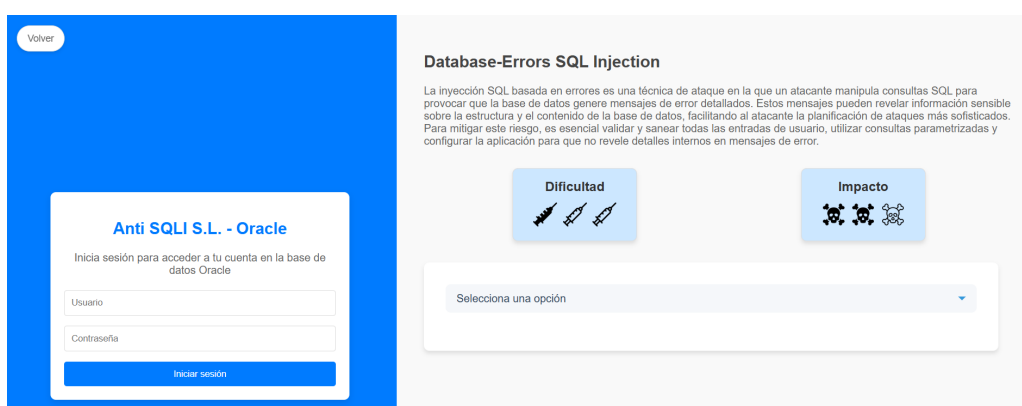 Volver
Database-Errors SQL Injection
La inyección SQL basada en errores es una técnica de ataque en la que un atacante manipula consultas SQL para
provocar que la base de datos genere mensajes de error detallados. Estos mensajes pueden revelar información sensible
sobre la estructura y el contenido de la base de datos, facilitando al atacante la planificación de ataques más sofisticados.
Para mitigar este riesgo, es esencial validar y sanear todas las entradas de usuario, utilizar consultas parametrizadas y
configurar la aplicación para que no revele detalles internos en mensajes de error.
Dificultad
Impacto
Anti SQLI S.L. - Oracle
Inicia sesión para acceder a tu cuenta en la base de
datos Oracle
Usuario
Contraseña
Iniciar sesión
Selecciona una opción